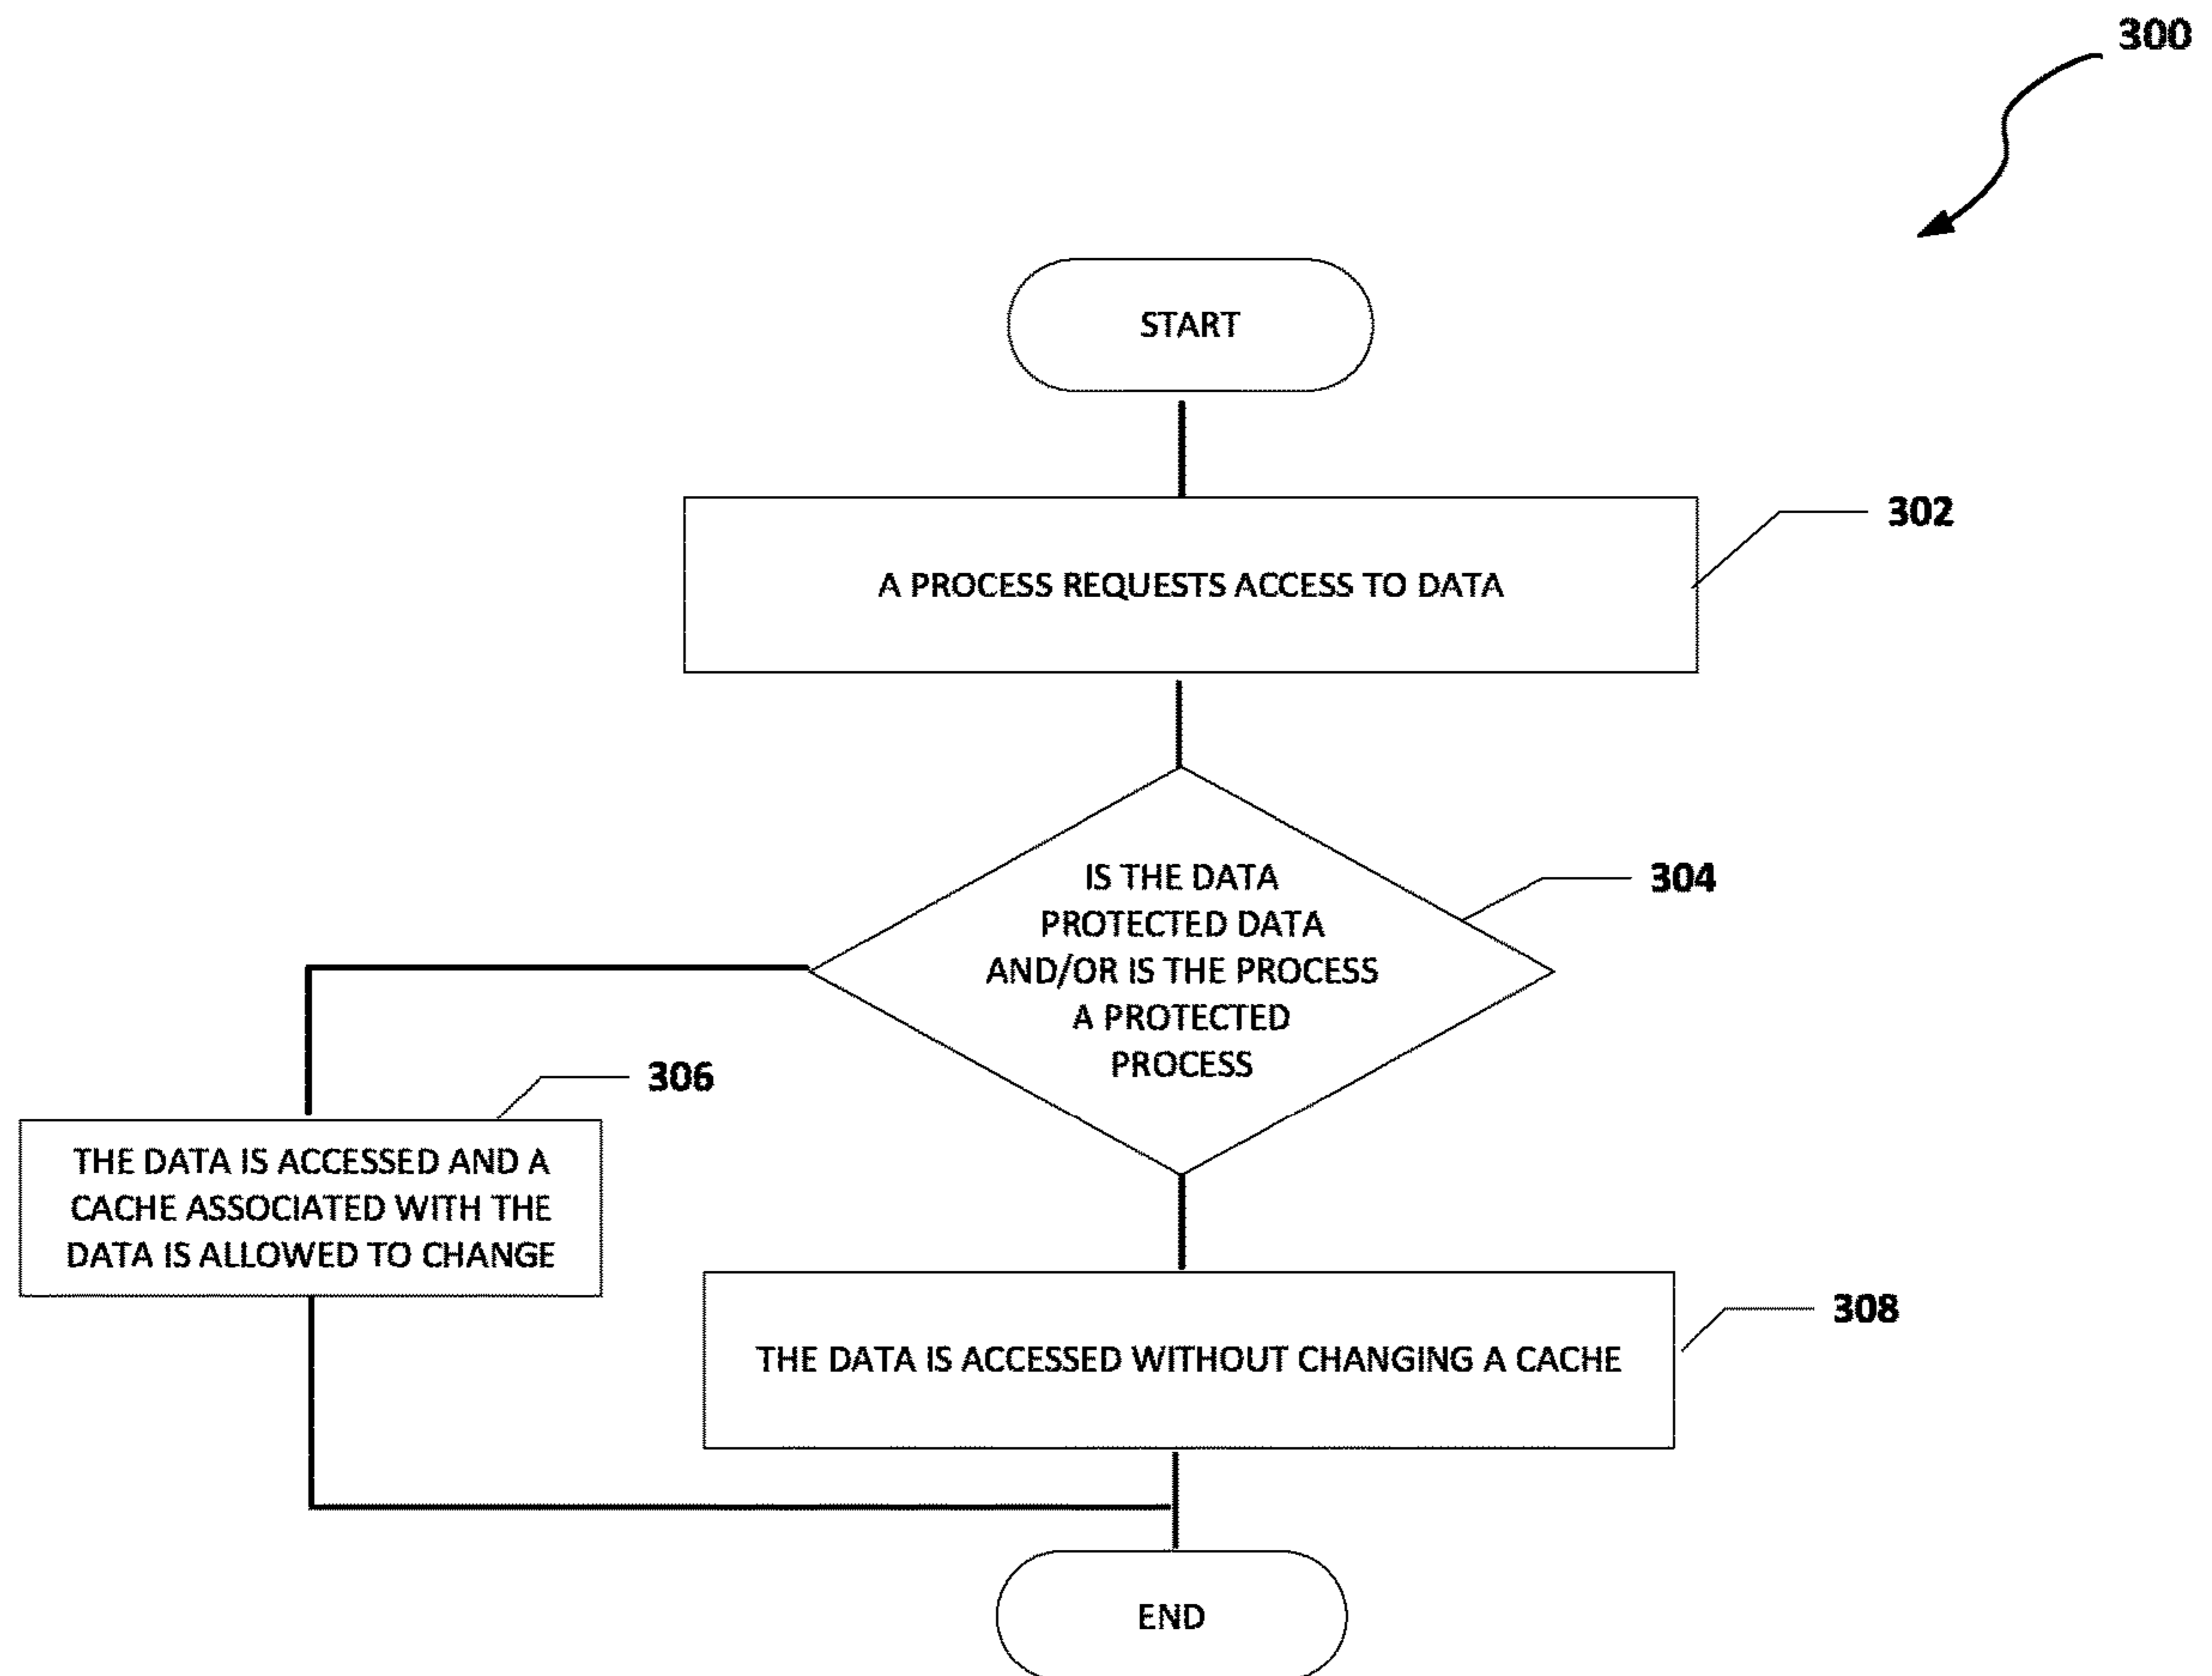 300
START
302
A PROCESS REQUESTS ACCESS TO DATA
IS THE DATA
PROTECTED DATA
AND/OR IS THE PROCESS
A PROTECTED
PROCESS
304
306
THE DATA IS ACCESSED AND A
CACHE ASSOCIATED WITH THE
DATA IS ALLOWED TO CHANGE
308
THE DATA IS ACCESSED WITHOUT CHANGING A CACHE
END